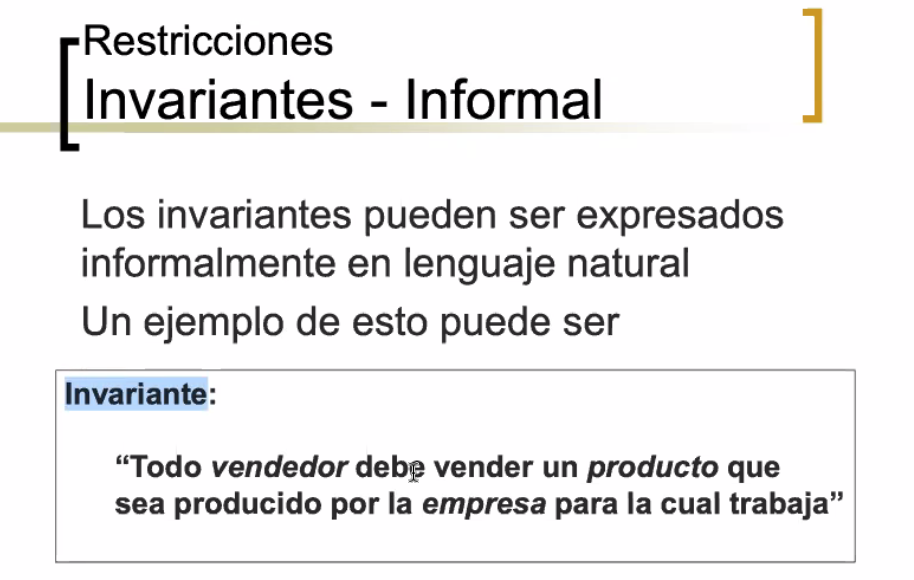 Restricciones
Invariantes - Informal
Los invariantes pueden ser expresados
informalmente en lenguaje natural
Un ejemplo de esto puede ser
Invariante:
“Todo vendedor debe vender un producto que
sea producido por la empresa para la cual trabaja”